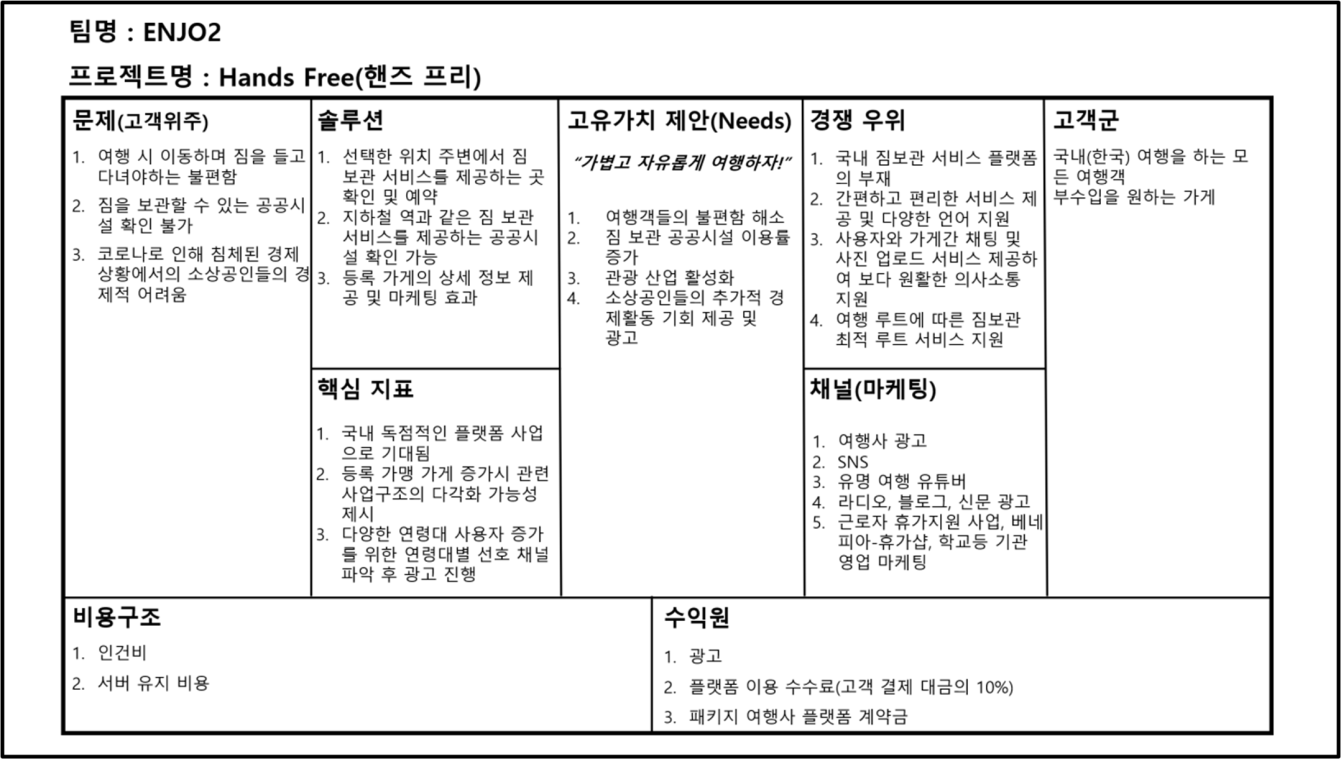 팀명 : ENJO2
프로젝트명 : Hands Free(핸즈 프리)
문제(고객위주)
1. 여행 시 이동하며 짐을 들고
다녀야하는 불편함
2. 짐을 보관할 수 있는 공공시
설 확인 불가
3. 코로나로 인해 침체된 경제
상황에서의 소상공인들의 경
제적 어려움
솔루션
1. 선택한 위치 주변에서 짐
보관 서비스를 제공하는 곳
확인 및 예약
2. 지하철 역과 같은 짐 보관
서비스를 제공하는 공공시
설 확인 가능
3. 등록 가게의 상세 정보 제
공 및 마케팅 효과
핵심 지표
1. 국내 독점적인 플랫폼 사업
으로 기대됨
2. 등록 가맹 가게 증가시 관련
사업구조의 다각화 가능성
제시
3. 다양한 연령대 사용자 증가
를 위한 연령대별 선호 채널
파악 후 광고 진행
고유가치 제안(Needs)
“가볍고 자유롭게 여행하자!”
1. 여행객들의 불편함 해소
2. 짐 보관 공공시설 이용률
증가
3. 관광 산업 활성화
4. 소상공인들의 추가적 경
제활동 기회 제공 및
광고
경쟁 우위
1. 국내 짐보관 서비스 플랫폼
의 부재
2. 간편하고 편리한 서비스 제
공 및 다양한 언어 지원
3. 사용자와 가게간 채팅 및
사진 업로드 서비스 제공하
여 보다 원활한 의사소통
지원
4. 여행 루트에 따른 짐보관
최적 루트 서비스 지원
채널(마케팅)
1. 여행사 광고
2. SNS
3. 유명 여행 유튜버
4. 라디오, 블로그, 신문 광고
5. 근로자 휴가지원 사업, 베네
피아-휴가샵, 학교등 기관
영업 마케팅
고객군
국내(한국) 여행을 하는 모
든 여행객
부수입을 원하는 가게
비용구조
1. 인건비
2. 서버 유지 비용
수익원
1. 광고
2. 플랫폼 이용 수수료(고객 결제 대금의 10%)
3. 패키지 여행사 플랫폼 계약금